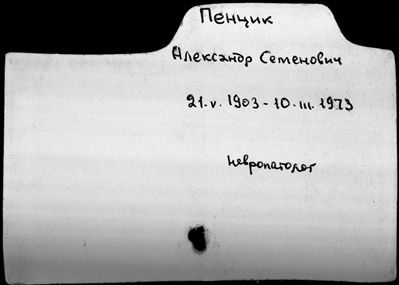 Пенцик
Александр Семенович
21.v.1903-10.III.1973
невропатолог